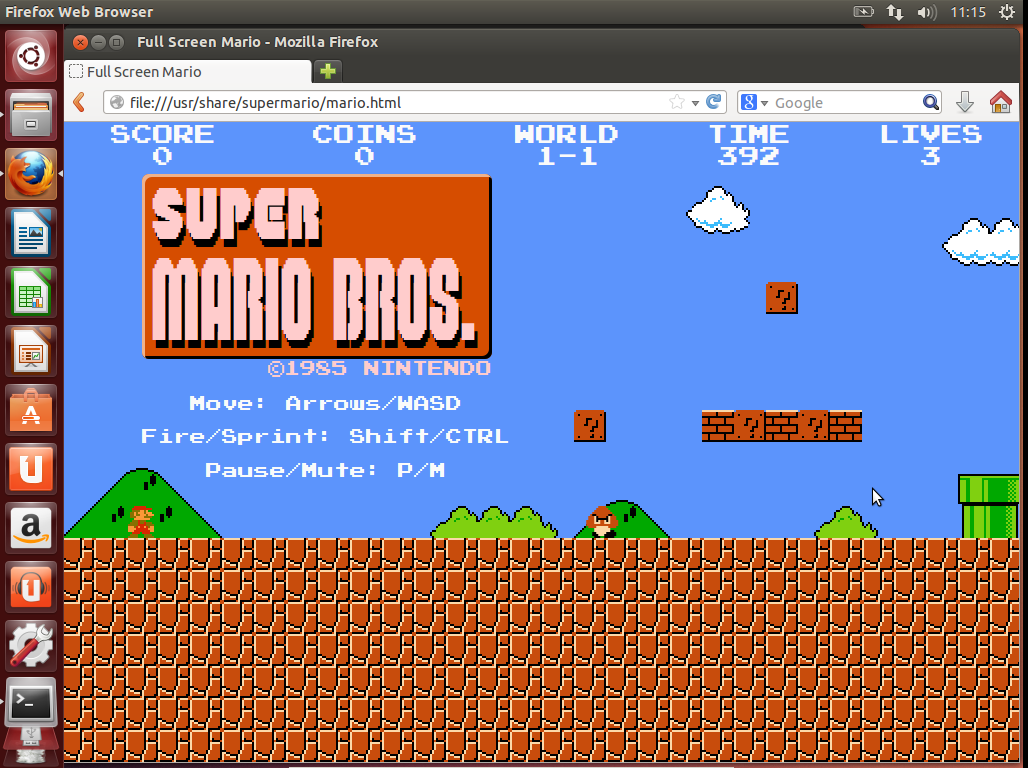 Firefox Web Browser
11:15
Full Screen Mario - Mozilla Firefox
Full Screen Mario
file:///usr/share/supermario/mario.html
Google
SCORE COINS WORLD TIME LIVES
0 0 1-1 392 3
SUPER
MARIO BROS.
©1985 NINTENDO
Move: Arrows/WASD
Fire/Sprint: Shift/CTRL
Pause/Mute: P/M